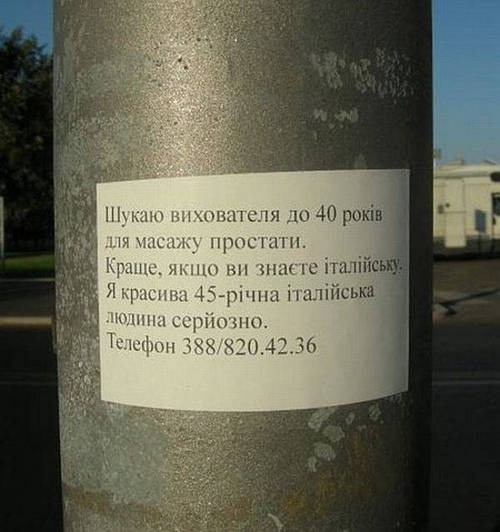 Шукаю вихователя до 40 років
для масажу простати.
Краще, якщо ви знаєте італійську.
Я красива 45-річна італійська
людина серйозно.
Телефон 388/820.42.36